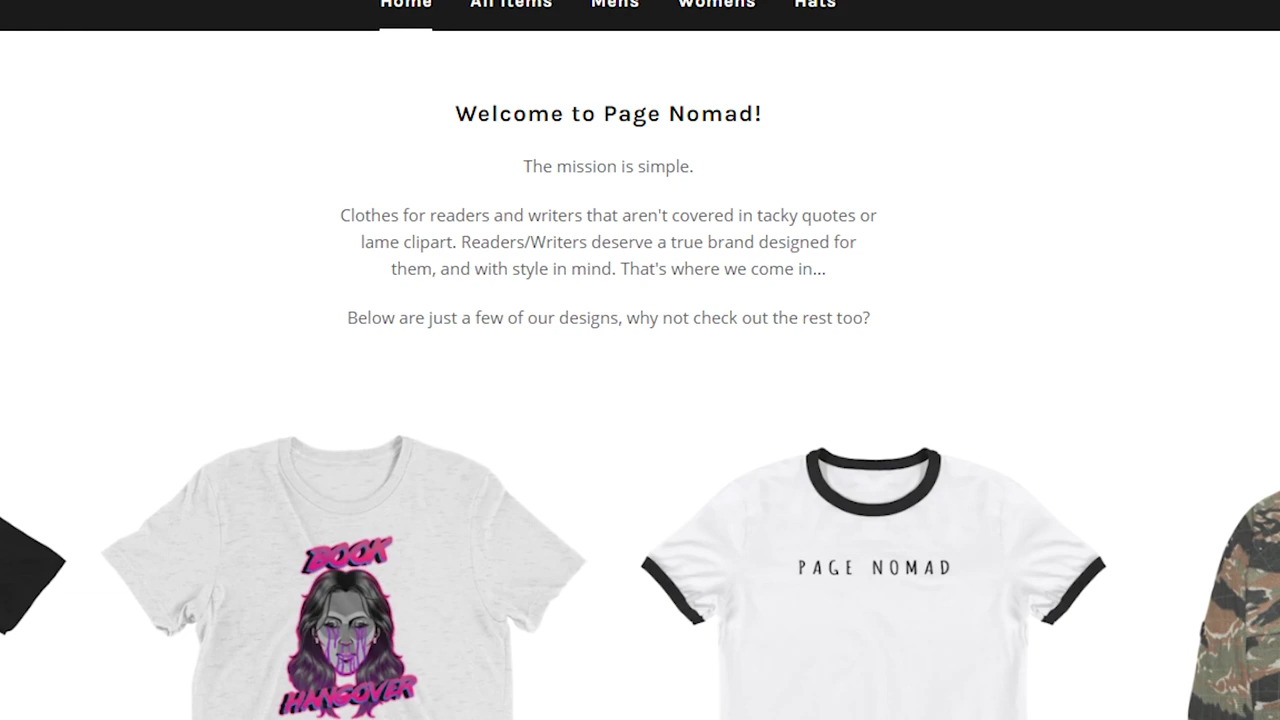 Home All Items Mens Womens Hats
Welcome to Page Nomad!
The mission is simple.
Clothes for readers and writers that aren't covered in tacky quotes or
lame clipart. Readers/Writers deserve a true brand designed for
them, and with style in mind. That's where we come in...
Below are just a few of our designs, why not check out the rest too?
BOOK
HANGOVER
PAGE NOMAD